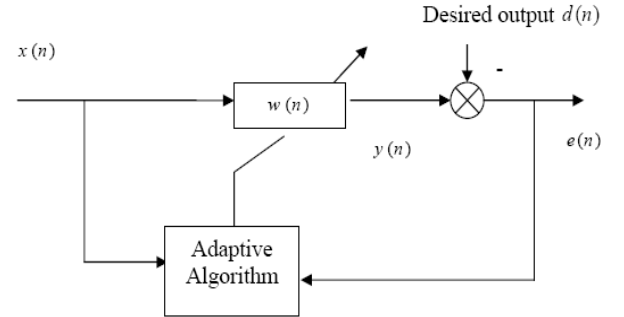 Desired output d(n)
x(n)
-
w(n)
y(n)
e(n)
Adaptive
Algorithm